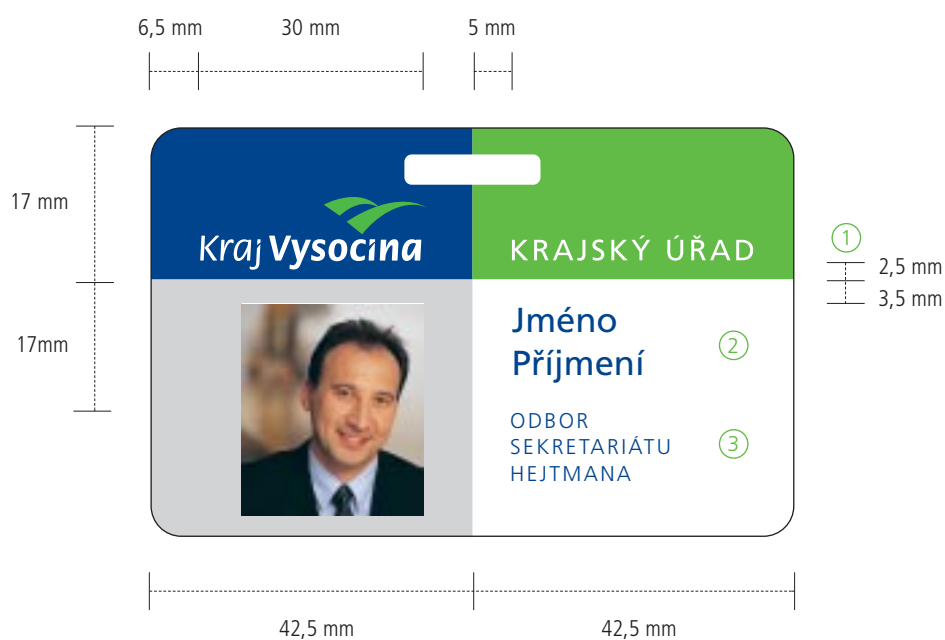 6,5 mm
30 mm
5 mm
17 mm
Kraj Vysočina
KRAJSKÝ ÚŘAD
1
2,5 mm
3,5 mm
17mm
Jméno
Příjmení
2
ODBOR
SEKRETARIÁTU
HEJTMANA
3
42,5 mm
42,5 mm